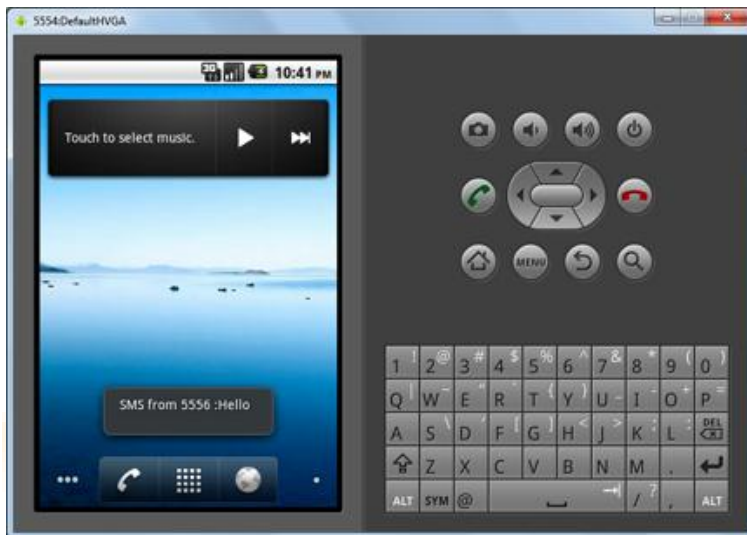 5554:DefaultHVGA
3G
10:41 PM
Touch to select music.
SMS from 5556 :Hello
MENU
1 ! 2 @ 3 # 4 $ 5 % 6 ^ 7 & 8 * 9 ( 0 )
Q | W ~ E " R ` T { Y } U _ I - O + P =
A S \ D ' F [ G ] H < J > K ; L : DEL
Z X C V B N M .
ALT SYM @ / ? , ALT